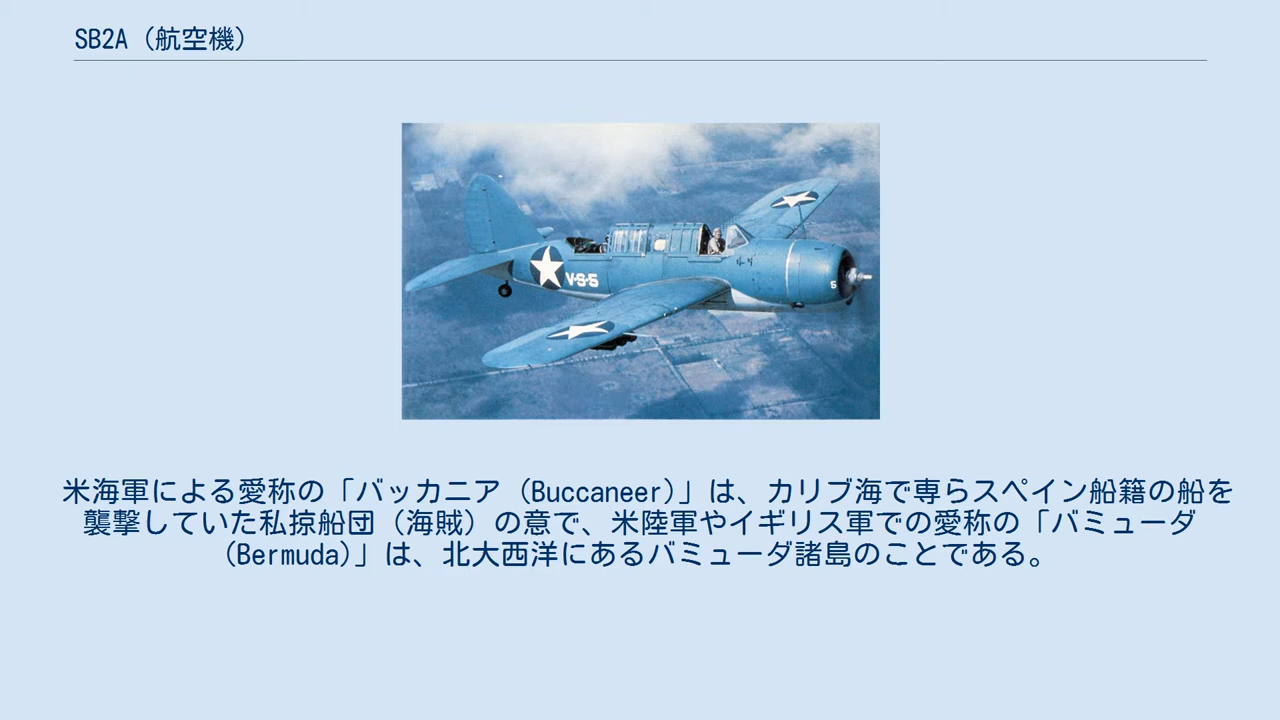 SB2A（航空機）
V-S-5
5
米海軍による愛称の「バッカニア（Buccaneer)」は、カリブ海で専らスペイン船籍の船を
襲撃していた私掠船団（海賊）の意で、米陸軍やイギリス軍での愛称の「バミューダ
（Bermuda)」は、北大西洋にあるバミューダ諸島のことである。